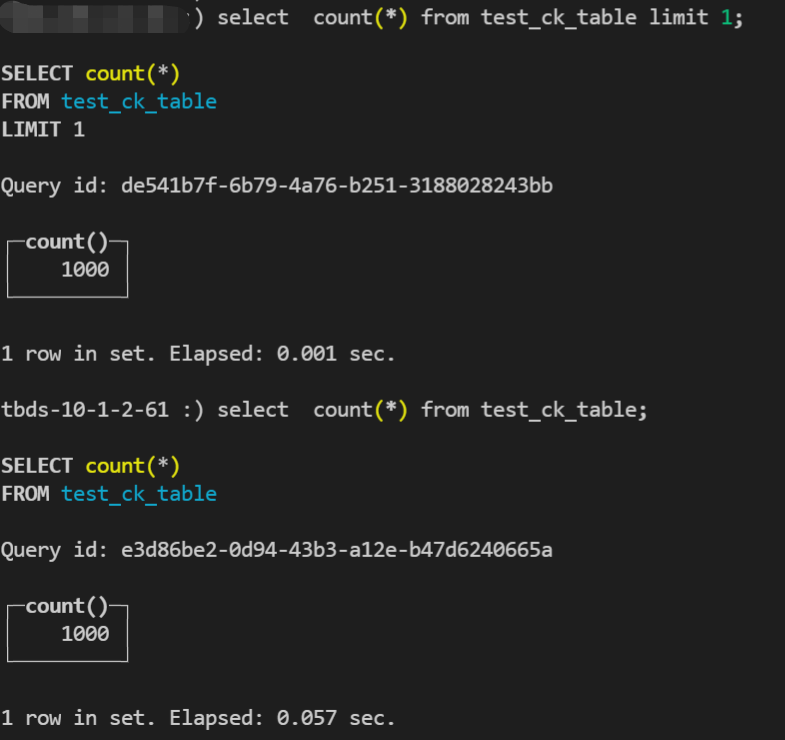 :) select  count(*) from test_ck_table limit 1;
SELECT count(*)
FROM test_ck_table
LIMIT 1
Query id: de541b7f-6b79-4a76-b251-3188028243bb
count()
1000
1 row in set. Elapsed: 0.001 sec.
tbds-10-1-2-61 :) select  count(*) from test_ck_table;
SELECT count(*)
FROM test_ck_table
Query id: e3d86be2-0d94-43b3-a12e-b47d6240665a
count()
1000
1 row in set. Elapsed: 0.057 sec.